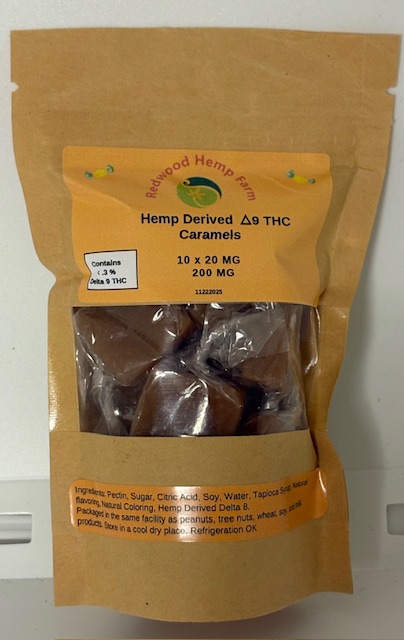 Redwood Hemp Farm
Hemp Derived △9 THC
Caramels
10 x 20 MG
200 MG
Contains
.3 %
Delta 9 THC
11222025
Ingredients: Pectin, Sugar, Citric Acid, Soy, Water, Tapioca Syrup, Natural
flavoring, Natural Coloring, Hemp Derived Delta 8.
Packaged in the same facility as peanuts, tree nuts, wheat, soy, and milk
products. Store in a cool dry place. Refrigeration OK